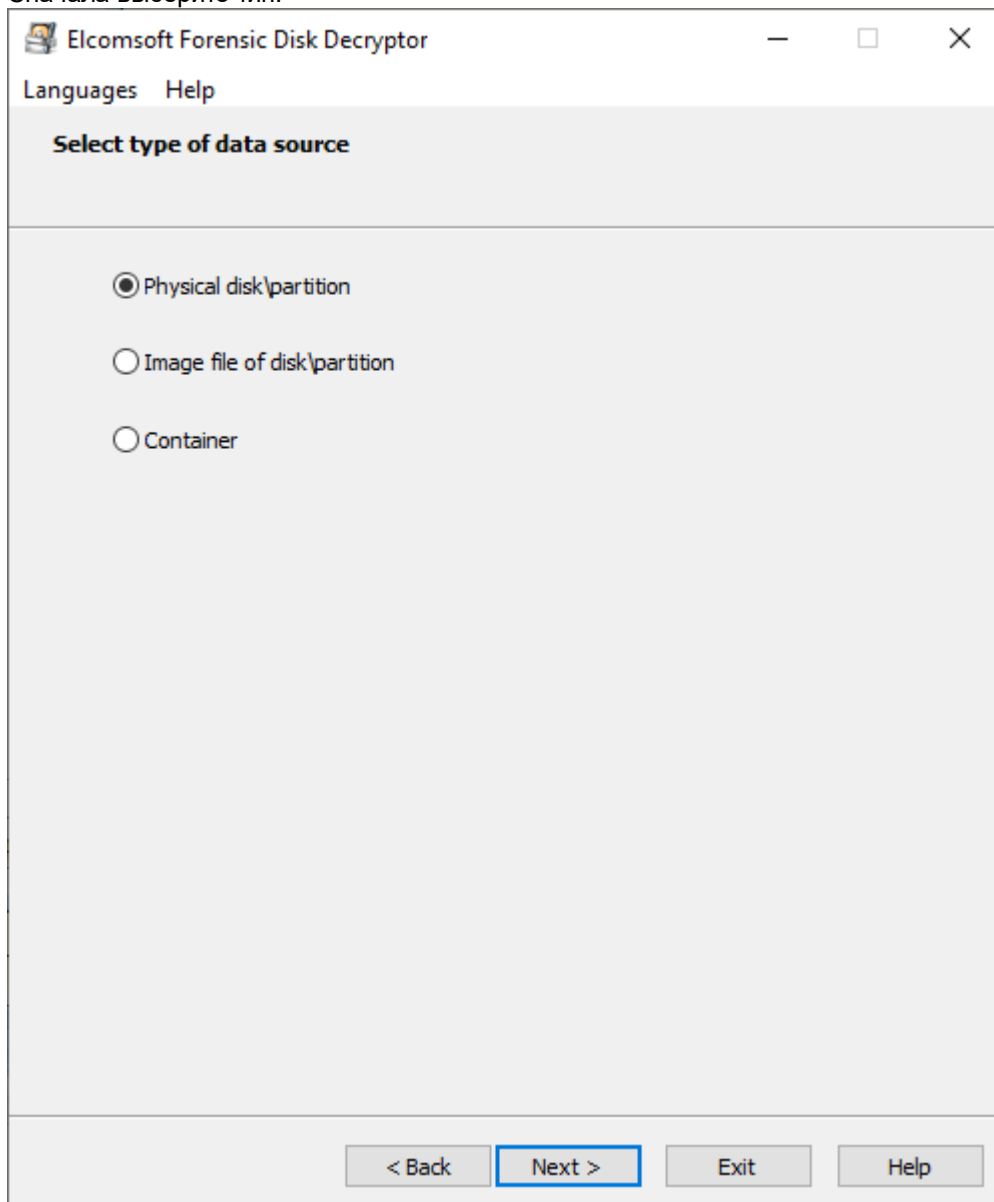 Elcomsoft Forensic Disk Decryptor
Languages Help
Select type of data source
Physical disk\partition
Image file of disk\partition
Container
< Back Next > Exit Help